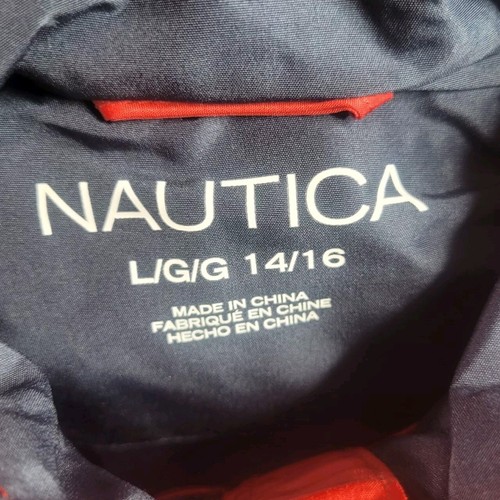 NAUTICA
L/G/G 14/16
MADE IN CHINA
FABRIQUÉ EN CHINE
HECHO EN CHINA